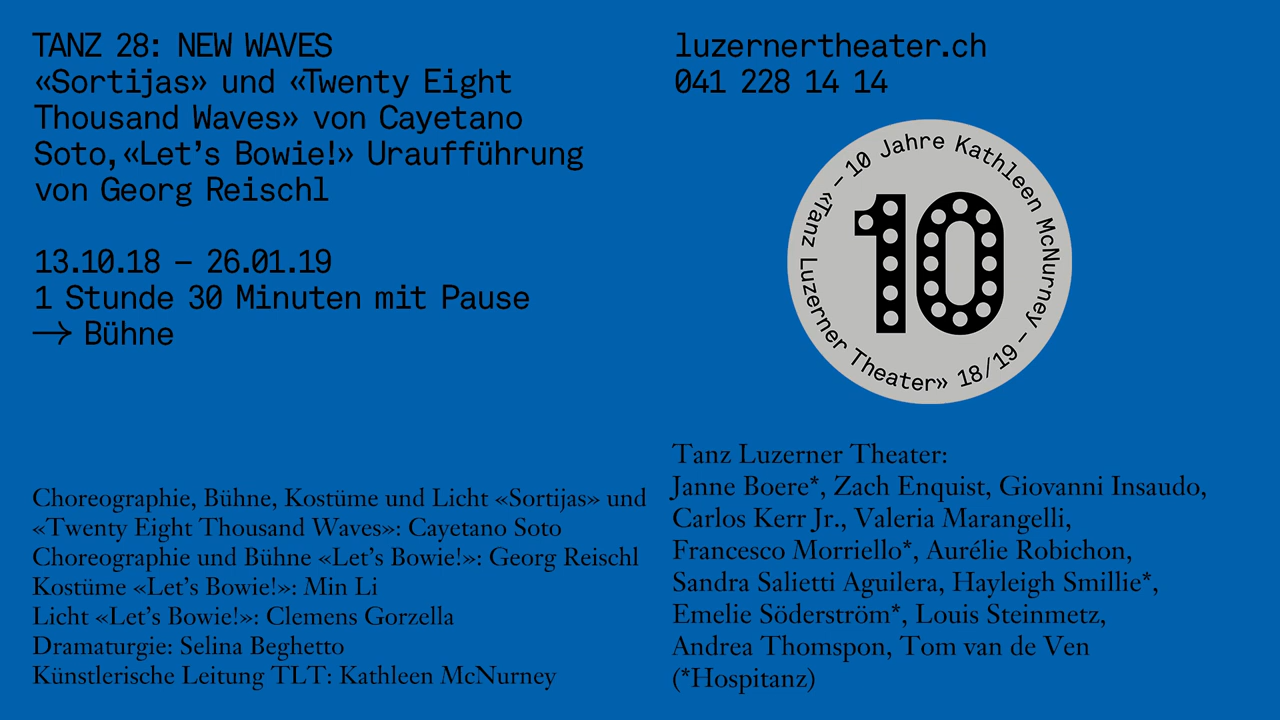 TANZ 28: NEW WAVES
«Sortijas» und «Twenty Eight
Thousand Waves» von Cayetano
Soto, «Let’s Bowie!» Uraufführung
von Georg Reischl
13.10.18 – 26.01.19
1 Stunde 30 Minuten mit Pause
→ Bühne
Choreographie, Bühne, Kostüme und Licht «Sortijas» und
«Twenty Eight Thousand Waves»: Cayetano Soto
Choreographie und Bühne «Let’s Bowie!»: Georg Reischl
Kostüme «Let’s Bowie!»: Min Li
Licht «Let’s Bowie!»: Clemens Gorzella
Dramaturgie: Selina Beghetto
Künstlerische Leitung TLT: Kathleen McNurney
luzernertheater.ch
041 228 14 14
«Tanz Luzerner Theater» 18/19 – 10 Jahre Kathleen McNurney –
10
Tanz Luzerner Theater:
Janne Boere*, Zach Enquist, Giovanni Insaudo,
Carlos Kerr Jr., Valeria Marangelli,
Francesco Morriello*, Aurélie Robichon,
Sandra Salietti Aguilera, Hayleigh Smillie*,
Emelie Söderström*, Louis Steinmetz,
Andrea Thomspon, Tom van de Ven
(*Hospitanz)